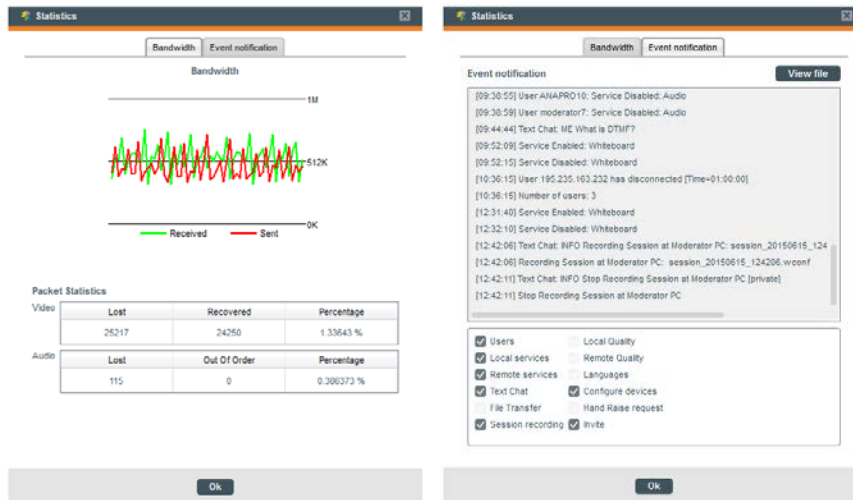 Statistics
Bandwidth Event notification
Bandwidth
1M
512K
0K
Received Sent
Packet Statistics
Video Lost Recovered Percentage
25217 24250 1.33643 %
Audio Lost Out Of Order Percentage
115 0 0.386373 %
Ok
Statistics
Bandwidth Event notification
Event notification View file
[09:38:55] User ANAPRO10: Service Disabled: Audio
[09:38:59] User moderator7: Service Disabled: Audio
[09:44:44] Text Chat: ME What is DTMF?
[09:52:09] Service Enabled: Whiteboard
[09:52:15] Service Disabled: Whiteboard
[10:36:15] User 195.235.163.232 has disconnected [Time=01:00:00]
[10:36:15] Number of users: 3
[12:31:40] Service Enabled: Whiteboard
[12:32:10] Service Disabled: Whiteboard
[12:42:06] Text Chat: INFO Recording Session at Moderator PC: session_20150615_124
[12:42:06] Recording Session at Moderator PC: session_20150615_124206.wconf
[12:42:11] Text Chat: INFO Stop Recording Session at Moderator PC [private]
[12:42:11] Stop Recording Session at Moderator PC
Users Local Quality
Local services Remote Quality
Remote services Languages
Text Chat Configure devices
File Transfer Hand Raise request
Session recording Invite
Ok